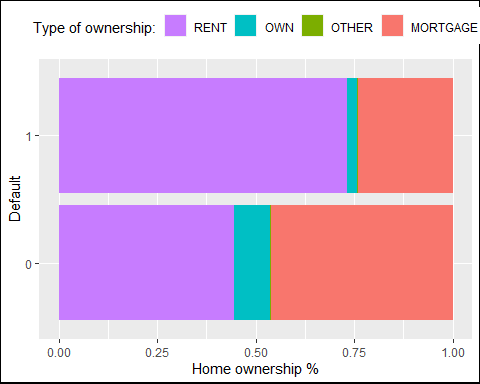 Type of ownership: RENT OWN OTHER MORTGAGE
Default
1
0
0.00 0.25 0.50 0.75 1.00
Home ownership %